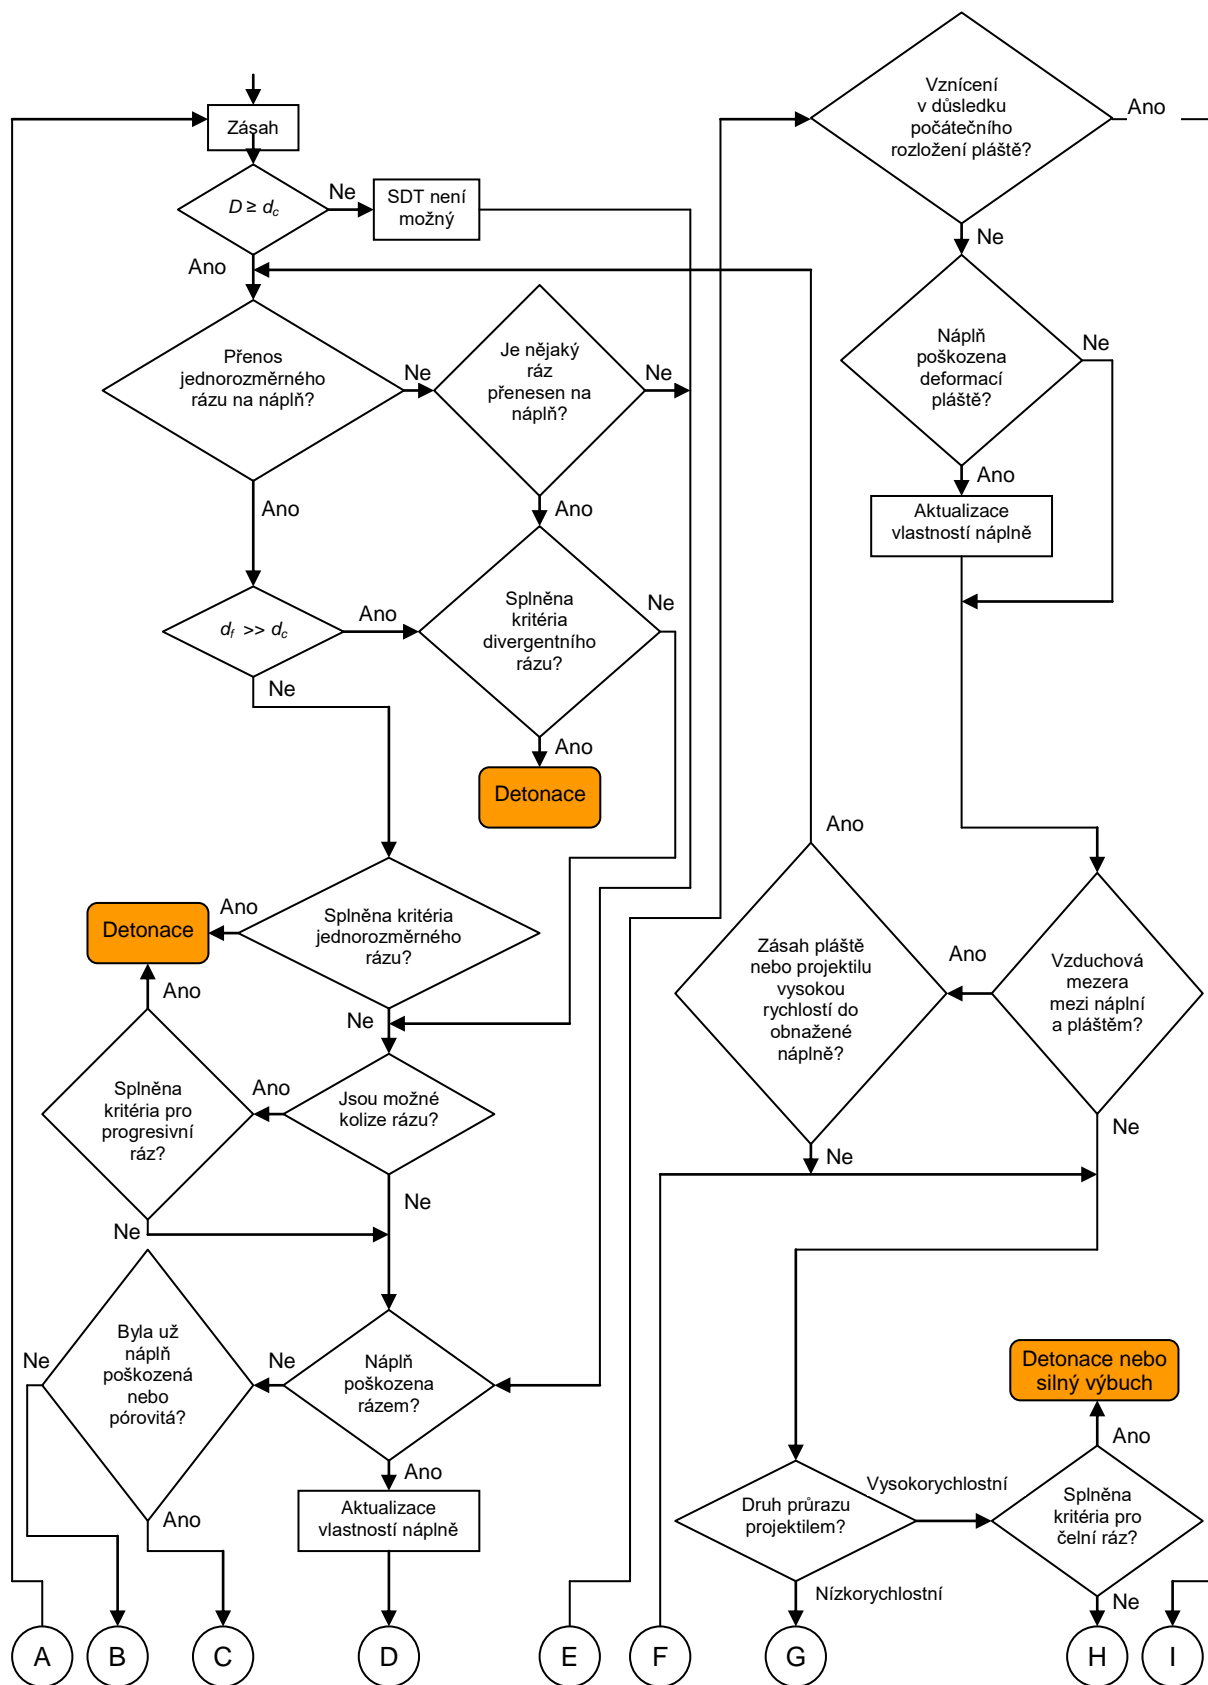 Zásah
D ≥ dc
Ne
SDT není
možný
Ano
Přenos
jednorozměrného
rázu na náplň?
Ne
Je nějaký
ráz
přenesen na
náplň?
Ne
Ano
Ano
df >> dc
Ano
Splněna
kritéria
divergentního
rázu?
Ne
Ne
Ano
Detonace
Splněna kritéria
jednorozměrného
rázu?
Ano
Detonace
Ano
Ne
Splněna
kritéria pro
progresivní
ráz?
Ano
Jsou možné
kolize rázu?
Ne
Ne
Byla už
náplň
poškozená
nebo
pórovitá?
Ne
Ne
Náplň
poškozena
rázem?
Ano
Ano
Aktualizace
vlastností náplně
Vznícení
v důsledku
počátečního
rozložení pláště?
Ano
Ne
Náplň
poškozena
deformací
pláště?
Ne
Ano
Aktualizace
vlastností náplně
Ano
Zásah pláště
nebo projektilu
vysokou
rychlostí do
obnažené
náplně?
Ano
Vzduchová
mezera
mezi náplní
a pláštěm?
Ne
Ne
Detonace nebo
silný výbuch
Ano
Druh průrazu
projektilem?
Vysokorychlostní
Splněna
kritéria pro
čelní ráz?
Nízkorychlostní
Ne
A
B
C
D
E
F
G
H
I